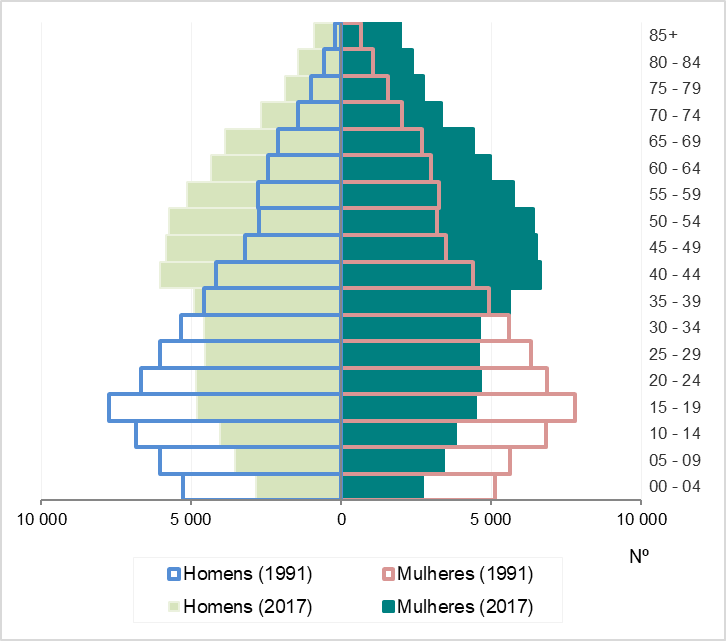 85+
80 - 84
75 - 79
70 - 74
65 - 69
60 - 64
55 - 59
50 - 54
45 - 49
40 - 44
35 - 39
30 - 34
25 - 29
20 - 24
15 - 19
10 - 14
05 - 09
00 - 04
10 000 5 000 0 5 000 10 000
Nº
Homens (1991) Mulheres (1991)
Homens (2017) Mulheres (2017)